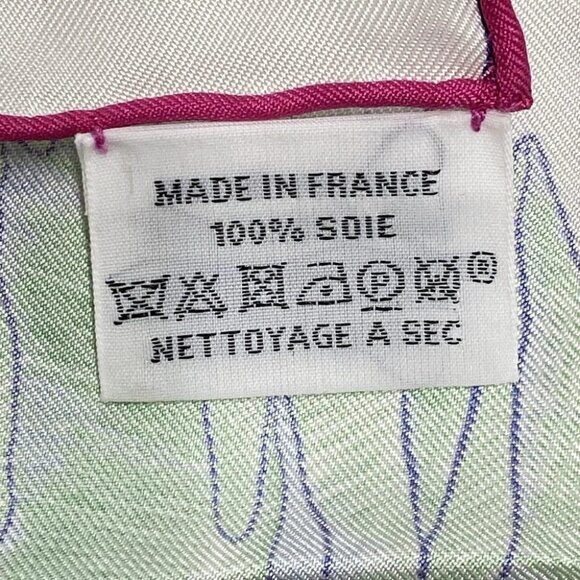 MADE IN FRANCE
100% SOIE
P ®
NETTOYAGE A SEC